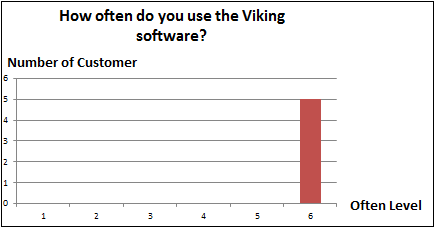 How often do you use the Viking
software?
Number of Customer
6
5
4
3
2
1
0
1 2 3 4 5 6
Often Level